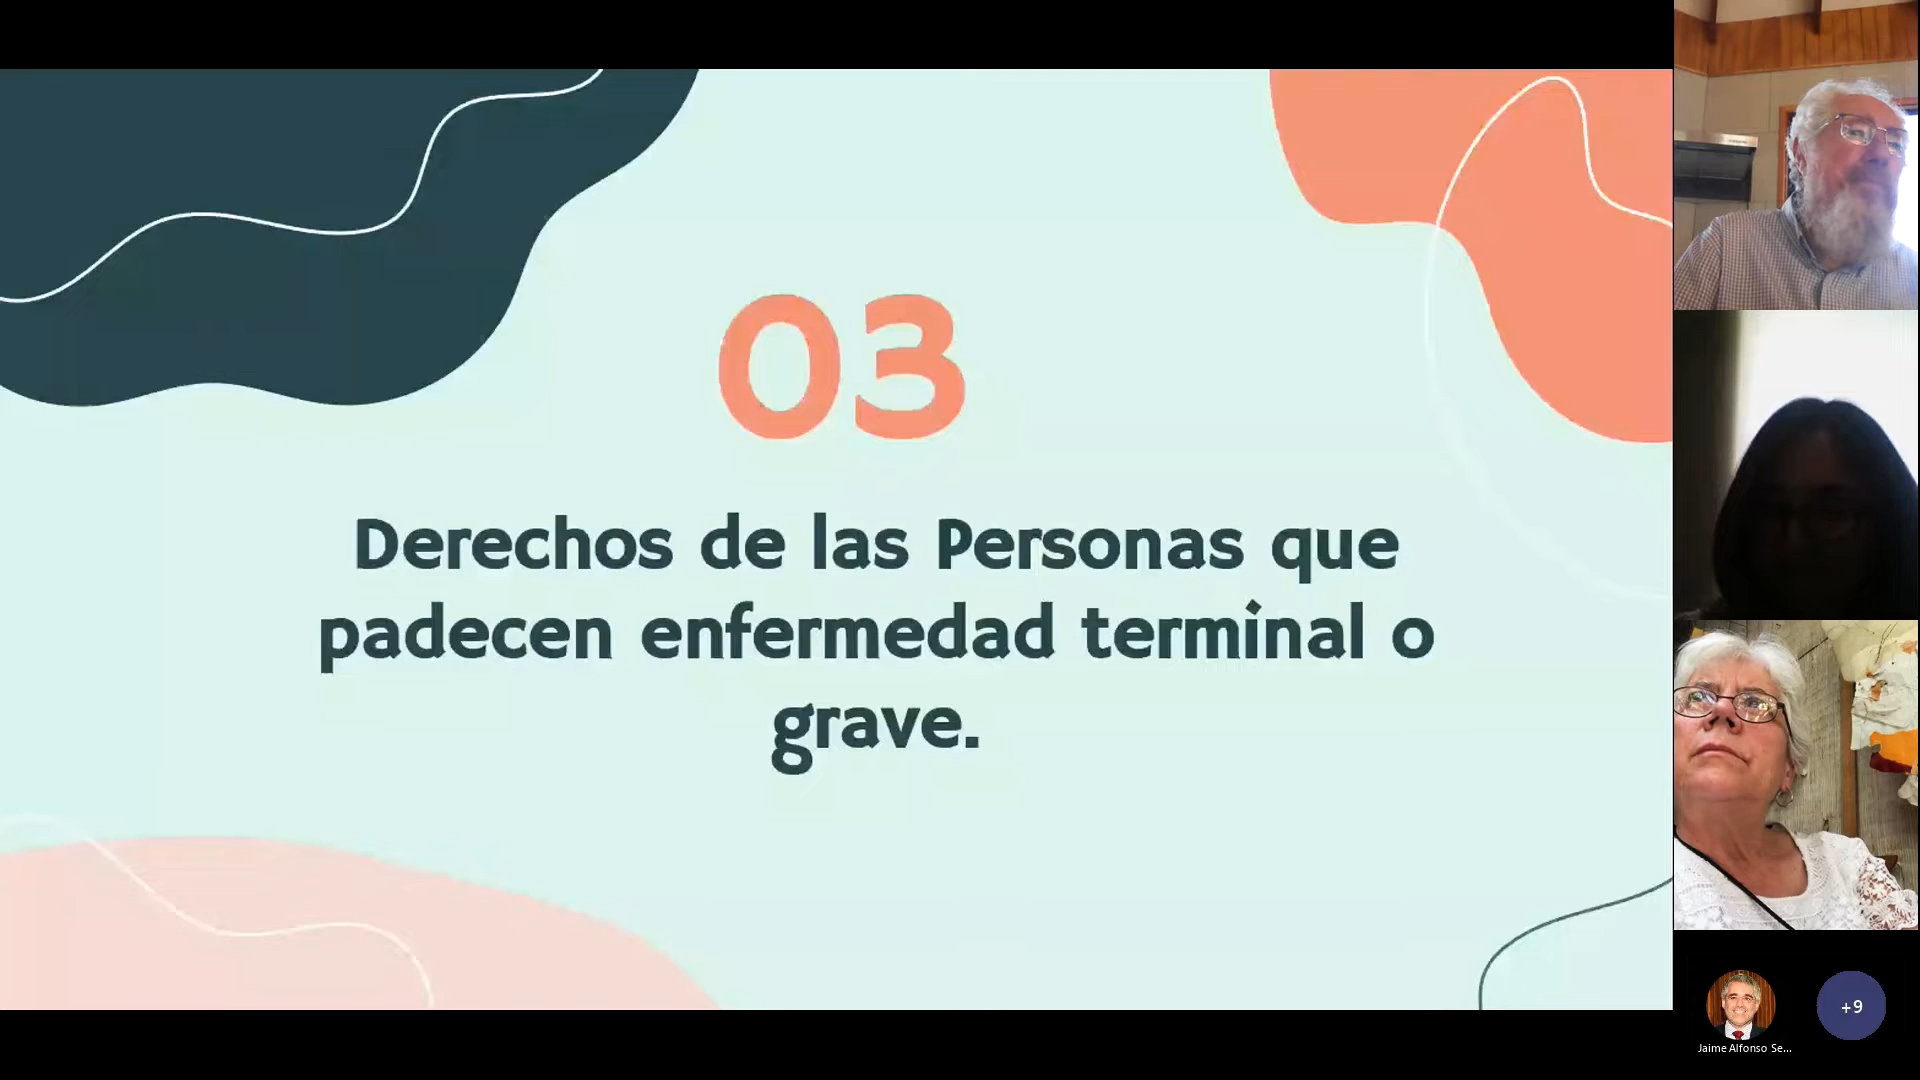 03
Derechos de las Personas que
padecen enfermedad terminal o
grave.
Jaime Alfonso Se...
+9